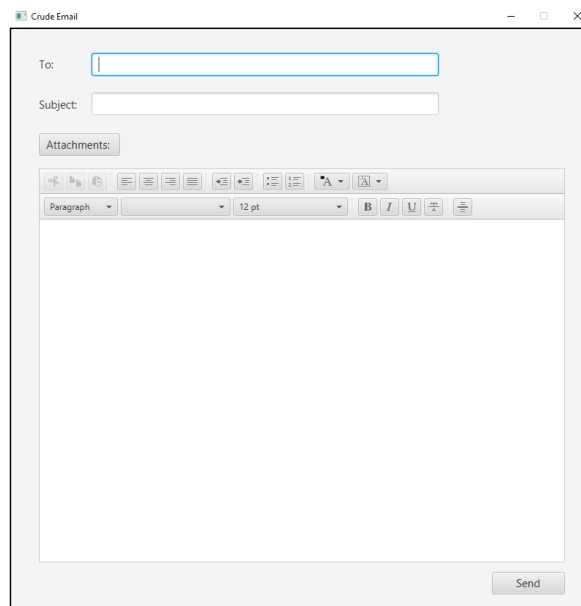 Crude Email
To:
Subject:
Attachments:
A A
Paragraph 12 pt B I U T
Send